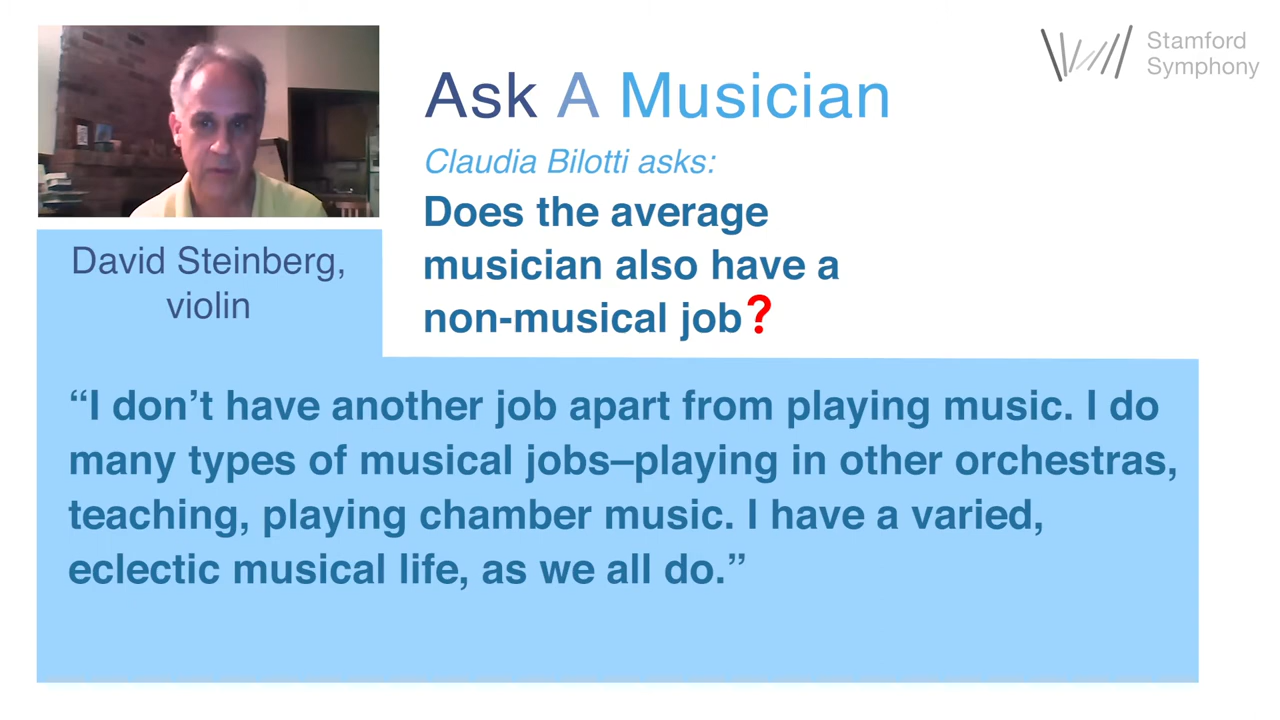 Stamford
Symphony
Ask A Musician
Claudia Bilotti asks:
Does the average
musician also have a
non-musical job?
David Steinberg,
violin
“I don’t have another job apart from playing music. I do
many types of musical jobs–playing in other orchestras,
teaching, playing chamber music. I have a varied,
eclectic musical life, as we all do.”